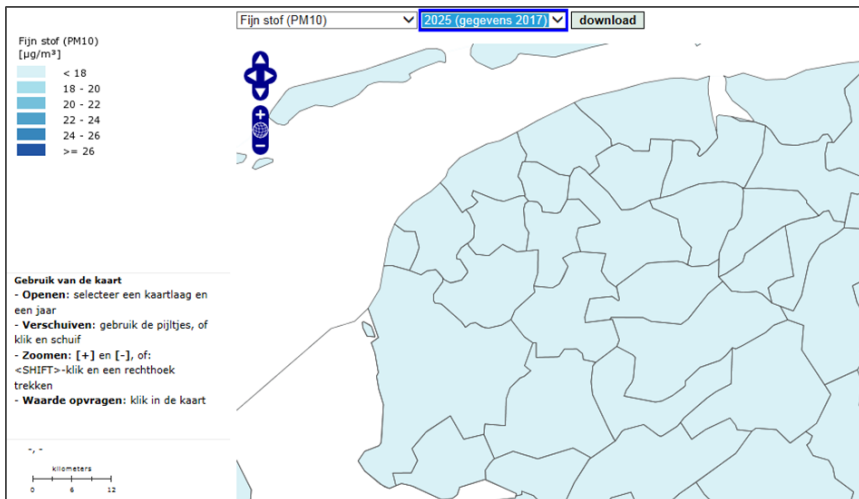 Fijn stof (PM10)
2025 (gegevens 2017)
download
Fijn stof (PM10)
[µg/m³]
< 18
18 - 20
20 - 22
22 - 24
24 - 26
>= 26
Gebruik van de kaart
- Openen: selecteer een kaartlaag en
een jaar
- Verschuiven: gebruik de pijltjes, of
klik en schuif
- Zoomen: [+] en [-], of:
<SHIFT>-klik en een rechthoek
trekken
- Waarde opvragen: klik in de kaart
-, -
kilometers
0 6 12